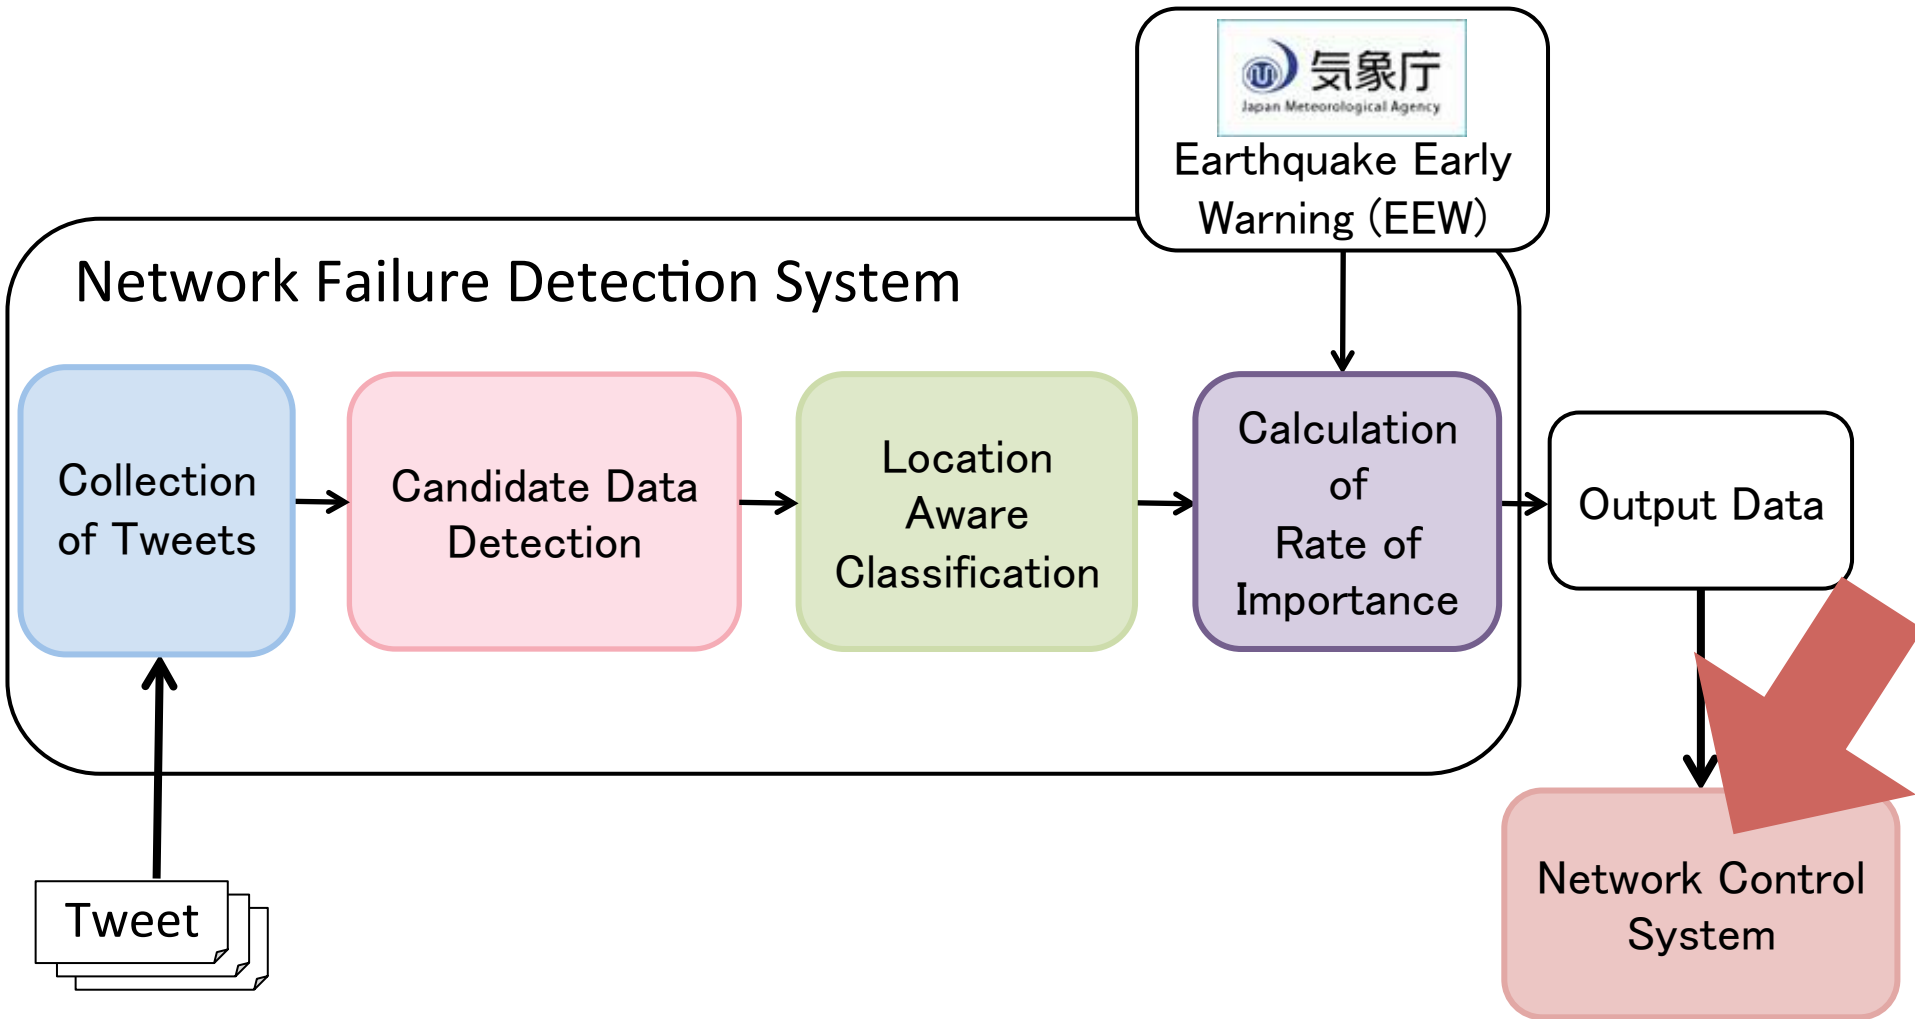 気象庁
Japan Meteorological Agency
Earthquake Early
Warning (EEW)
Network Failure Detection System
Collection
of Tweets
Candidate Data
Detection
Location
Aware
Classification
Calculation
of
Rate of
Importance
Output Data
Tweet
Network Control
System